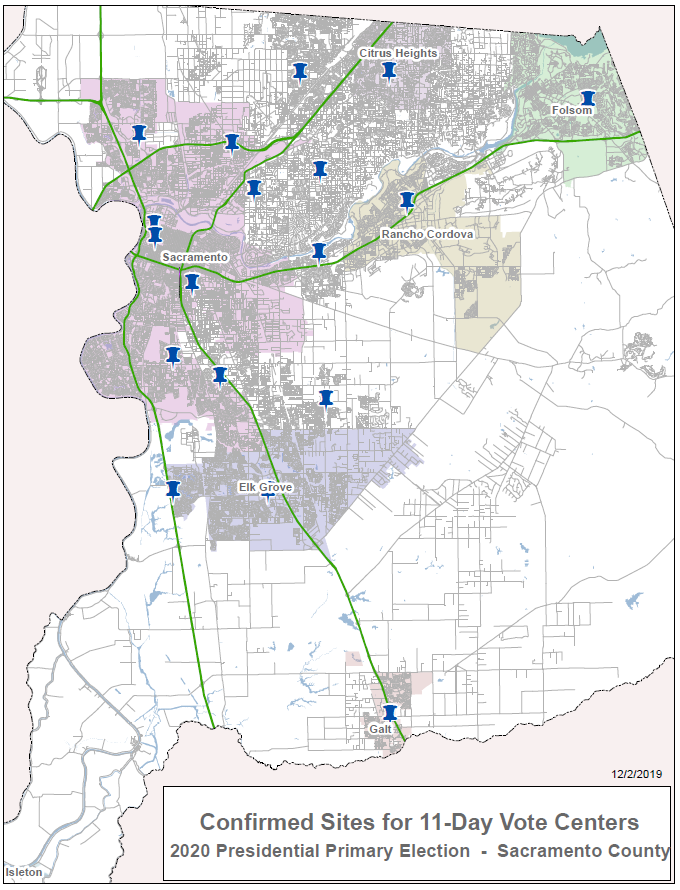 Citrus Heights
Folsom
Rancho Cordova
Sacramento
Elk Grove
Galt
12/2/2019
Confirmed Sites for 11-Day Vote Centers
2020 Presidential Primary Election - Sacramento County
Isleton